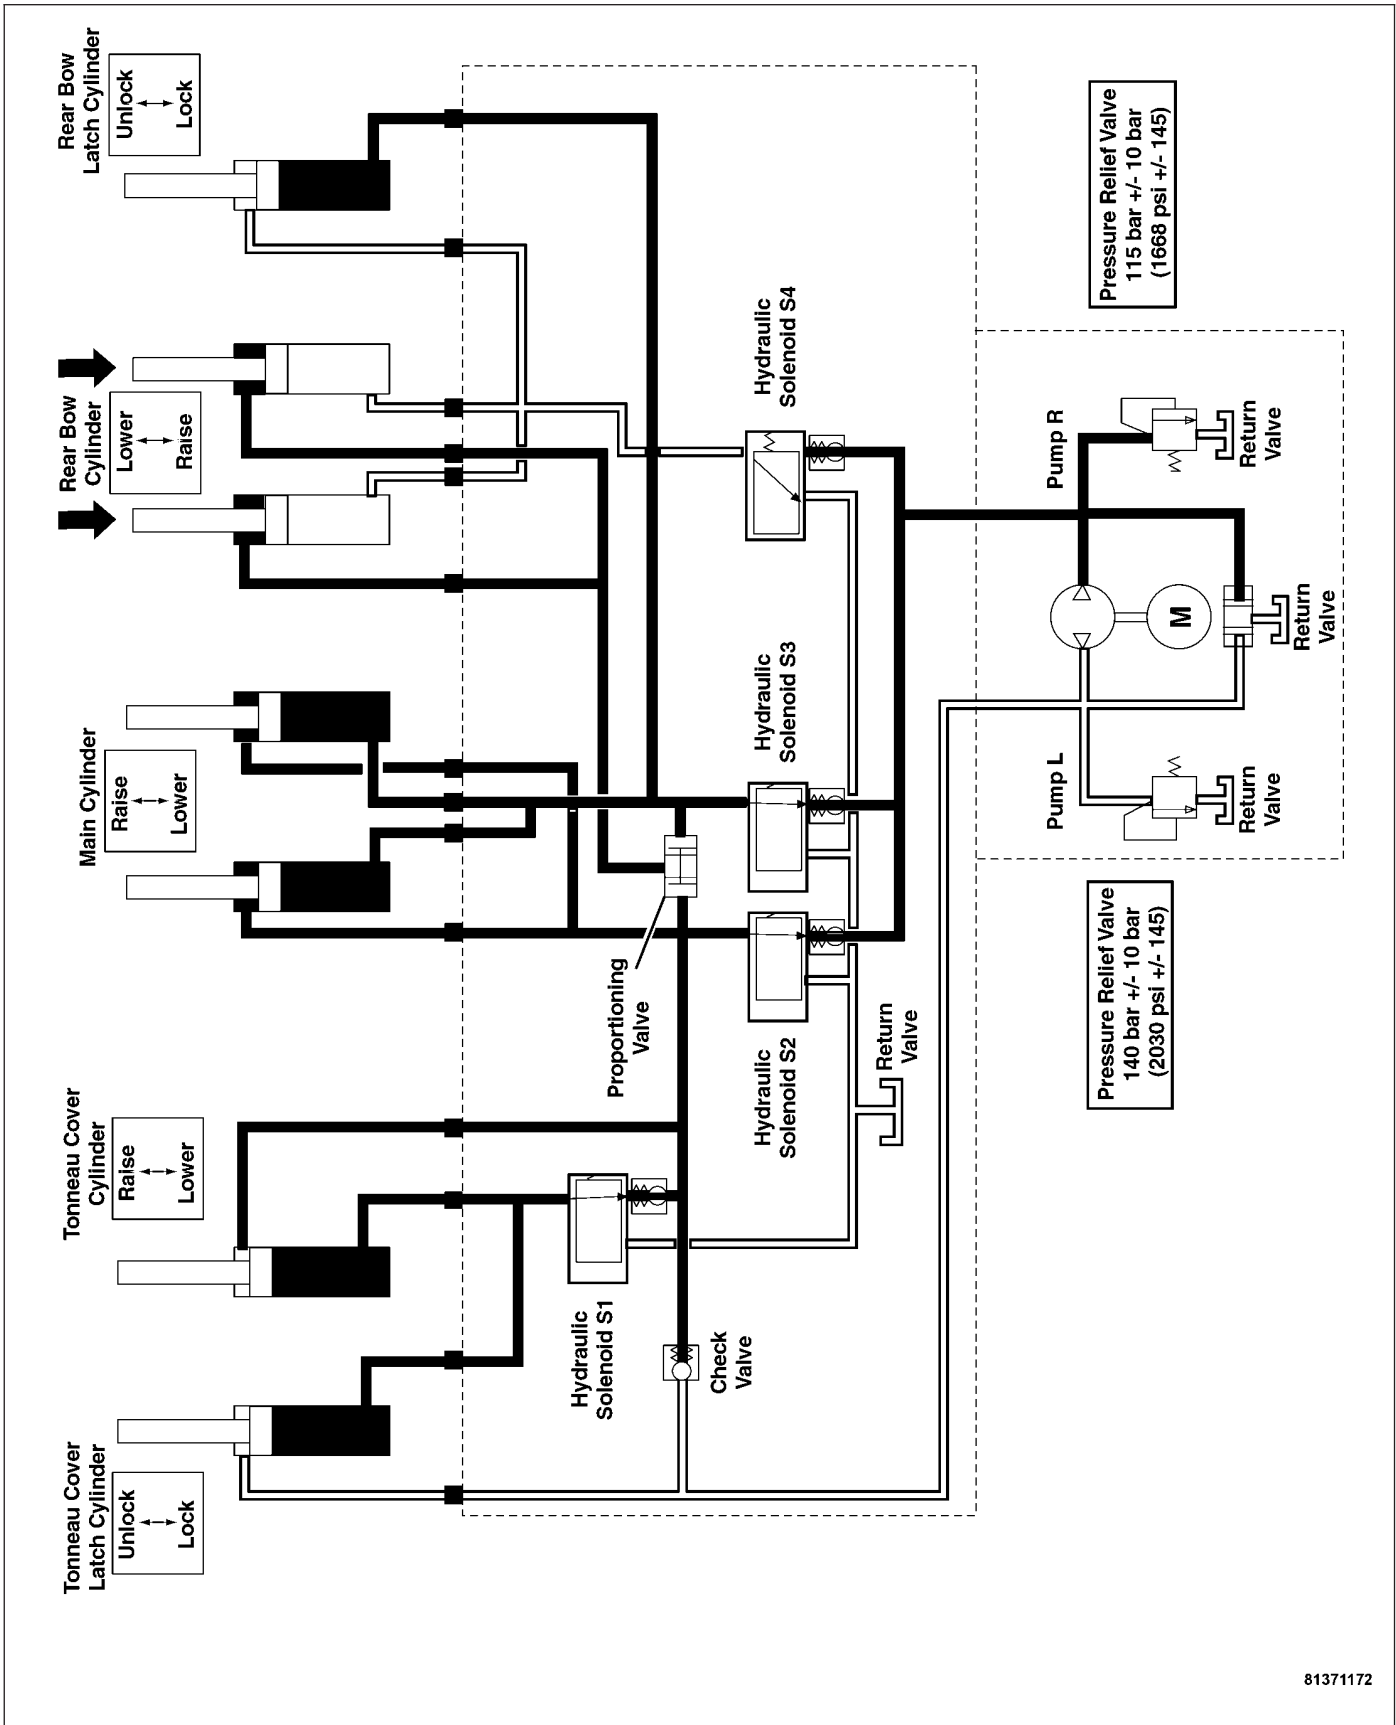 Tonneau Cover
Latch Cylinder
Unlock
Lock
Tonneau Cover
Cylinder
Raise
Lower
Main Cylinder
Raise
Lower
Rear Bow
Cylinder
Lower
Raise
Rear Bow
Latch Cylinder
Unlock
Lock
Hydraulic
Solenoid S1
Check
Valve
Proportioning
Valve
Hydraulic
Solenoid S2
Hydraulic
Solenoid S3
Hydraulic
Solenoid S4
Return
Valve
Pump L
Pump R
M
Return
Valve
Return
Valve
Return
Valve
Pressure Relief Valve
140 bar +/- 10 bar
(2030 psi +/- 145)
Pressure Relief Valve
115 bar +/- 10 bar
(1668 psi +/- 145)
81371172